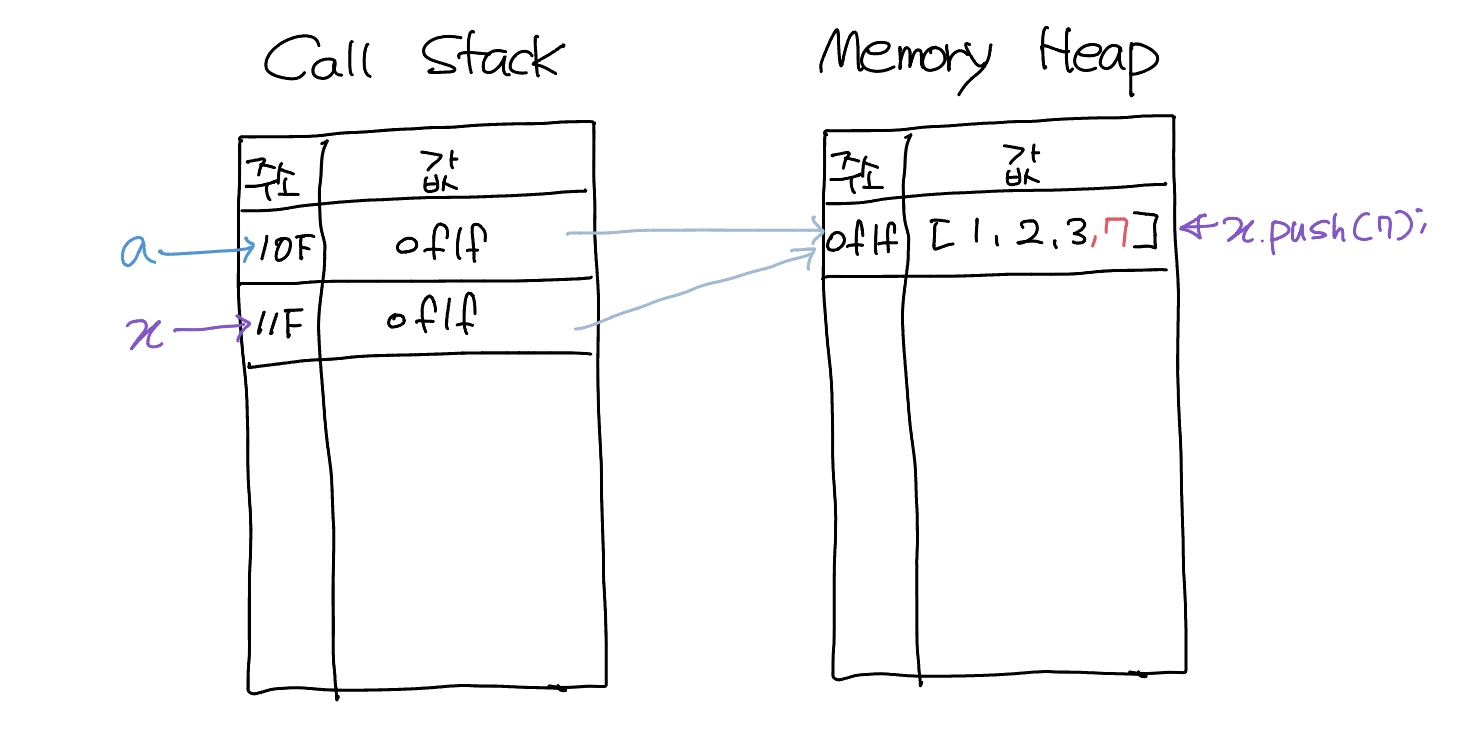 Call Stack
Memory Heap
주소 값
주소 값
a 10F 0f1f
0f1f [1, 2, 3, 7] x.push(7);
x 11F 0f1f